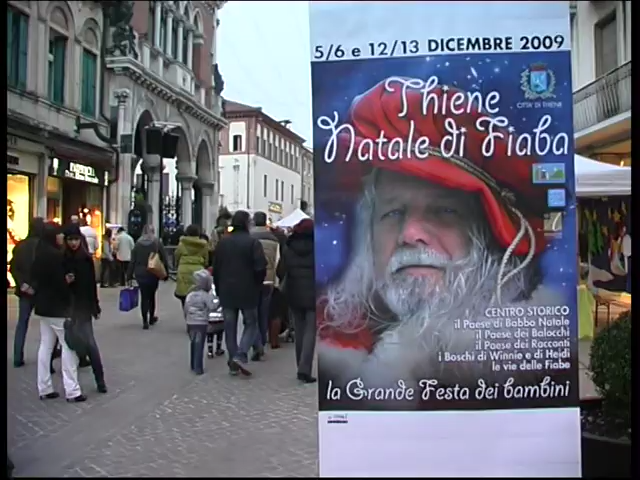 5/6 e 12/13 DICEMBRE 2009
CITTÀ DI THIENE
Thiene
Natale di Fiaba
CENTRO STORICO
il Paese di Babbo Natale
il Paese dei Balocchi
il Paese dei Racconti
i Boschi di Winnie e di Heidi
le vie delle Fiabe
la Grande Festa dei bambini